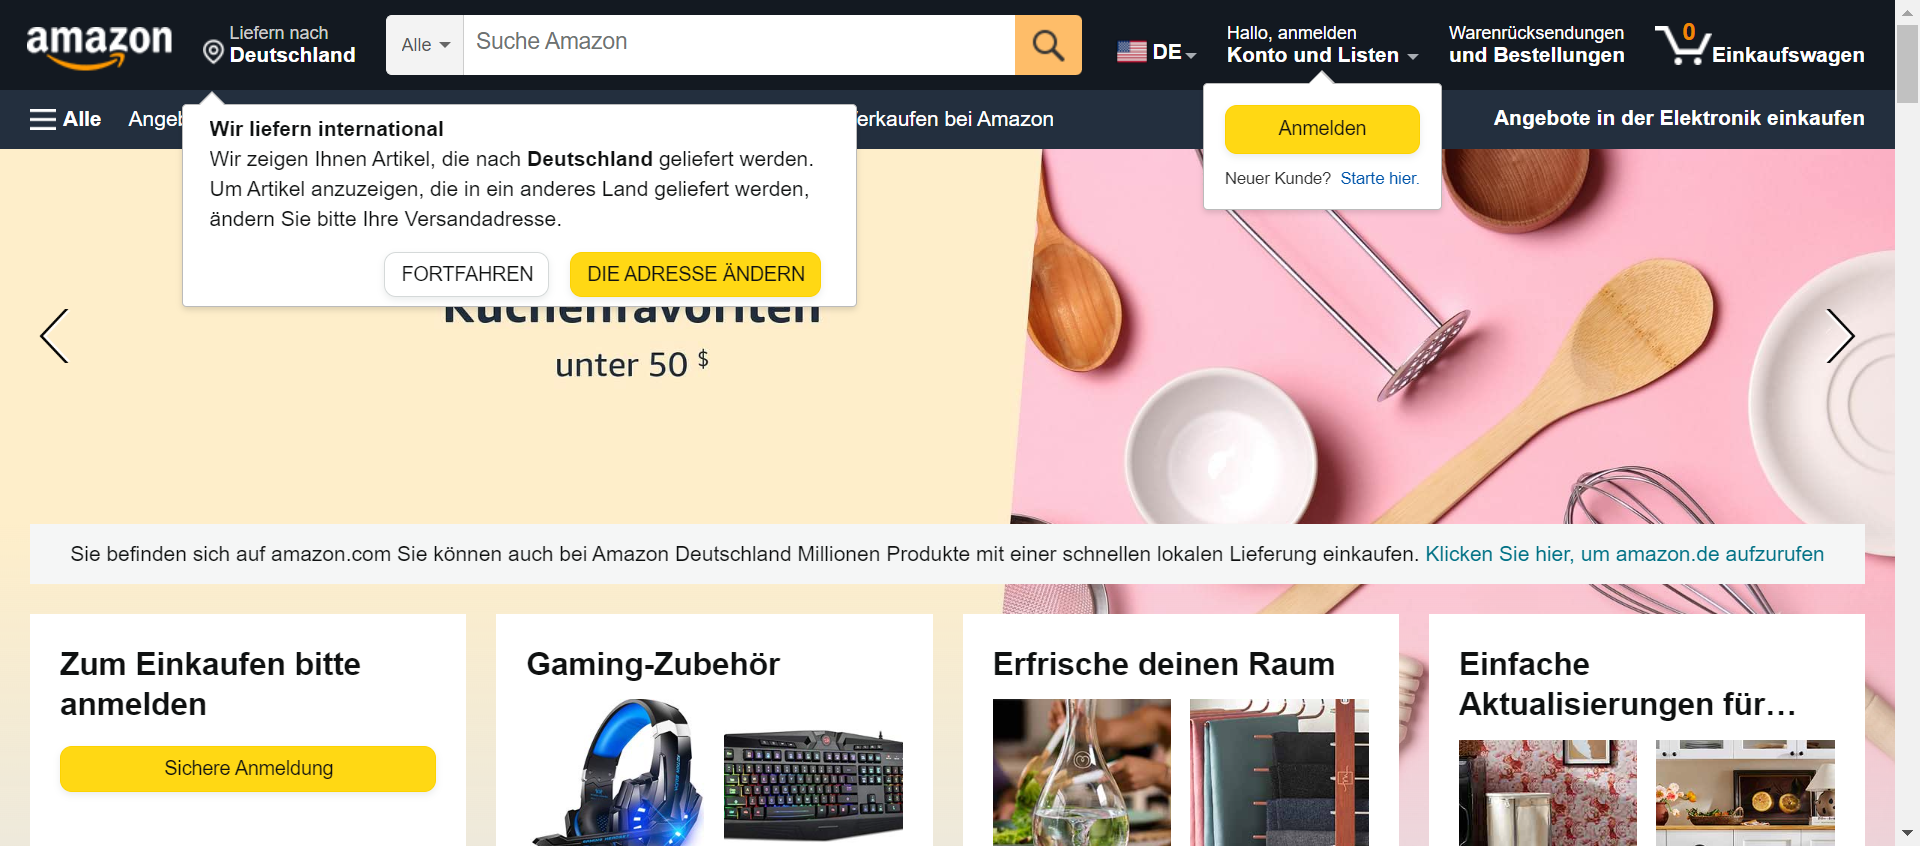 amazon
Liefern nach
Deutschland
Alle
Suche Amazon
DE
Hallo, anmelden
Konto und Listen
Warenrücksendungen
und Bestellungen
0
Einkaufswagen
Alle
Angeb
erkaufen bei Amazon
Angebote in der Elektronik einkaufen
Wir liefern international
Wir zeigen Ihnen Artikel, die nach Deutschland geliefert werden.
Um Artikel anzuzeigen, die in ein anderes Land geliefert werden,
ändern Sie bitte Ihre Versandadresse.
FORTFAHREN
DIE ADRESSE ÄNDERN
Anmelden
Neuer Kunde? Starte hier.
Küchenfavoriten
unter 50 $
Sie befinden sich auf amazon.com Sie können auch bei Amazon Deutschland Millionen Produkte mit einer schnellen lokalen Lieferung einkaufen. Klicken Sie hier, um amazon.de aufzurufen
Zum Einkaufen bitte
anmelden
Sichere Anmeldung
Gaming-Zubehör
Erfrische deinen Raum
Einfache
Aktualisierungen für…